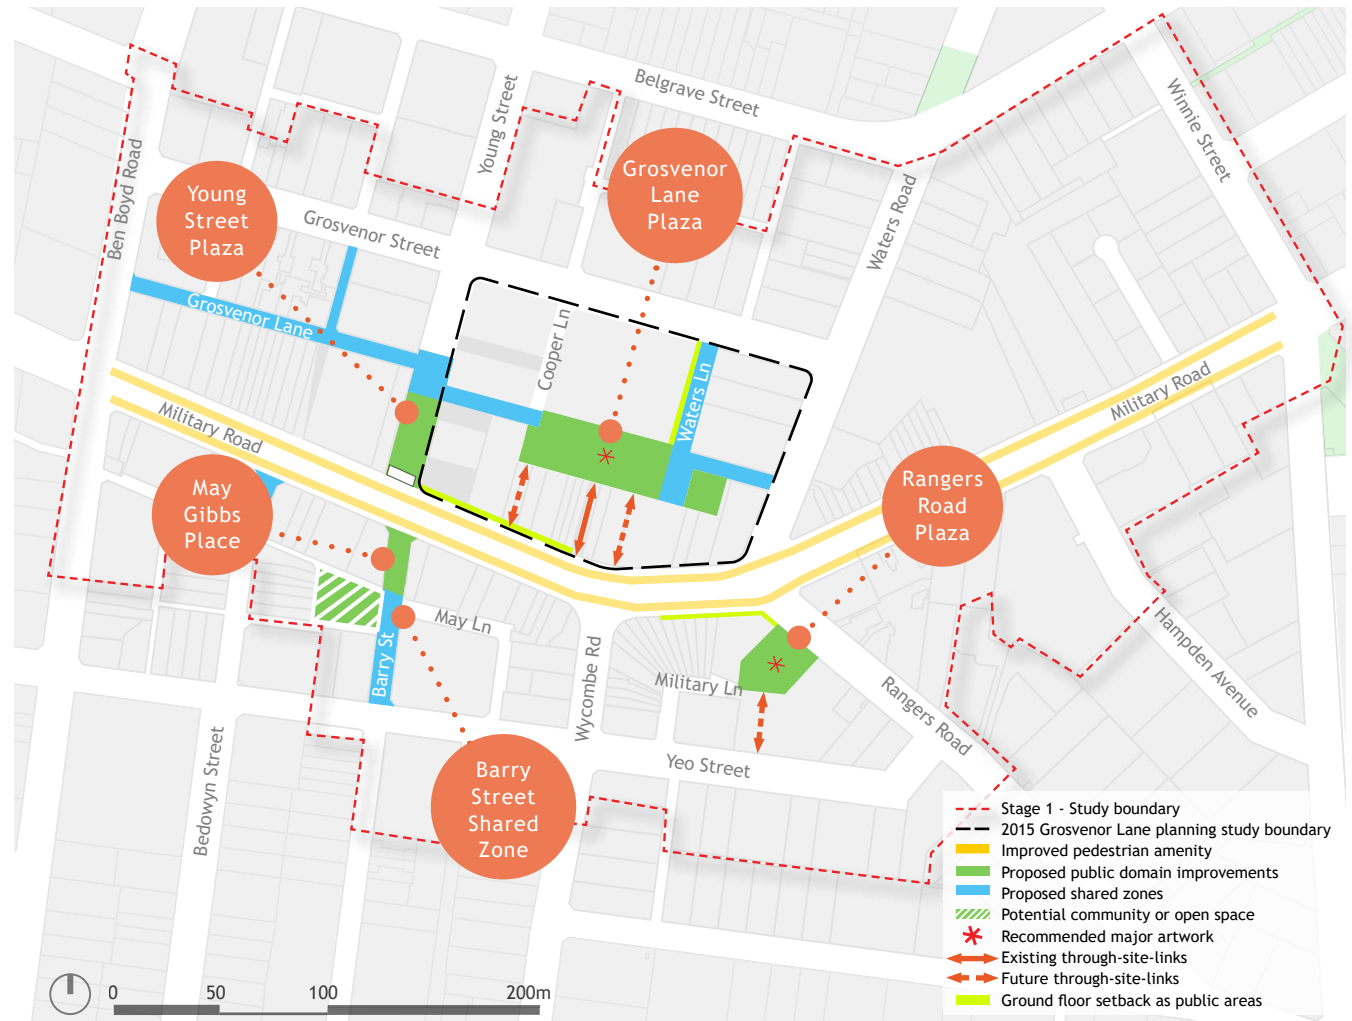 Belgrave Street
Young Street
Winnie Street
Ben Boyd Road
Grosvenor
Lane
Plaza
Young
Street
Plaza
Grosvenor Street
Waters Road
Grosvenor Lane
Cooper Ln
Waters Ln
Military Road
Military Road
May
Gibbs
Place
Rangers
Road
Plaza
May Ln
Barry St
Wycombe Rd
Military Ln
Hampden Avenue
Rangers Road
Yeo Street
Bedowyn Street
Barry
Street
Shared
Zone
Stage 1 - Study boundary
2015 Grosvenor Lane planning study boundary
Improved pedestrian amenity
Proposed public domain improvements
Proposed shared zones
Potential community or open space
Recommended major artwork
Existing through-site-links
Future through-site-links
Ground floor setback as public areas
0 50 100 200m